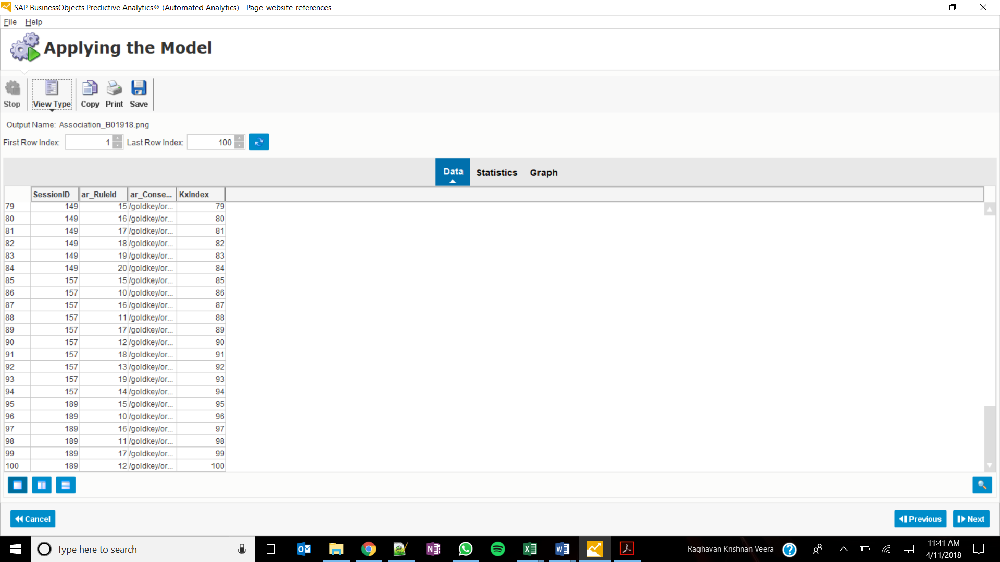 SAP BusinessObjects Predictive Analytics® (Automated Analytics) - Page_website_references
File Help
Applying the Model
Stop View Type Copy Print Save
Output Name: Association_B01918.png
First Row Index: 1 Last Row Index: 100
Data Statistics Graph
SessionID ar_RuleId ar_Conse... KxIndex
79 149 15 /goldkey/or... 79
80 149 16 /goldkey/or... 80
81 149 17 /goldkey/or... 81
82 149 18 /goldkey/or... 82
83 149 19 /goldkey/or... 83
84 149 20 /goldkey/or... 84
85 157 15 /goldkey/or... 85
86 157 10 /goldkey/or... 86
87 157 16 /goldkey/or... 87
88 157 11 /goldkey/or... 88
89 157 17 /goldkey/or... 89
90 157 12 /goldkey/or... 90
91 157 18 /goldkey/or... 91
92 157 13 /goldkey/or... 92
93 157 19 /goldkey/or... 93
94 157 14 /goldkey/or... 94
95 189 15 /goldkey/or... 95
96 189 10 /goldkey/or... 96
97 189 16 /goldkey/or... 97
98 189 11 /goldkey/or... 98
99 189 17 /goldkey/or... 99
100 189 12 /goldkey/or... 100
Cancel Previous Next
Type here to search Raghavan Krishnan Veera 11:41 AM
4/11/2018